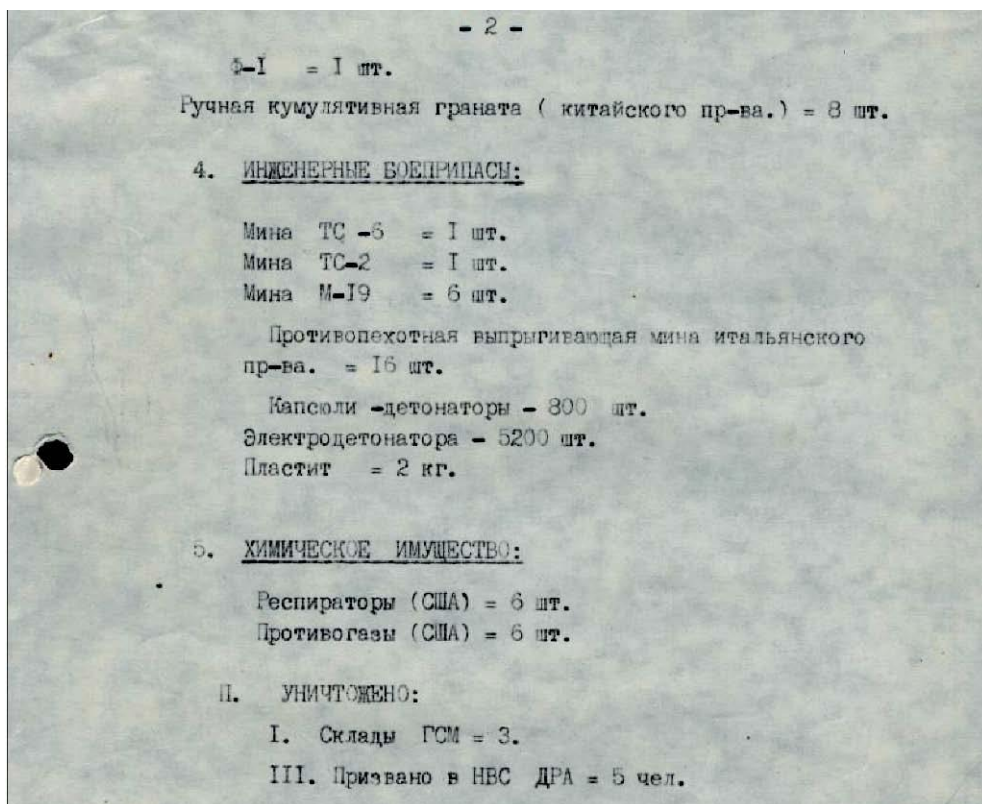 - 2 -
Ф-I = I шт.
Ручная кумулятивная граната ( китайского пр-ва.) = 8 шт.
4. ИНЖЕНЕРНЫЕ БОЕПРИПАСЫ:
Мина ТС -6 = I шт.
Мина ТС-2 = I шт.
Мина М-I9 = 6 шт.
Противопехотная выпрыгивающая мина итальянского
пр-ва. = I6 шт.
Капсюли -детонаторы - 800 шт.
Электродетонатора - 5200 шт.
Пластит = 2 кг.
5. ХИМИЧЕСКОЕ ИМУЩЕСТВО:
Респираторы (США) = 6 шт.
Противогазы (США) = 6 шт.
П. УНИЧТОЖЕНО:
I. Склады ГСМ = 3.
III. Призвано в НВС ДРА = 5 чел.